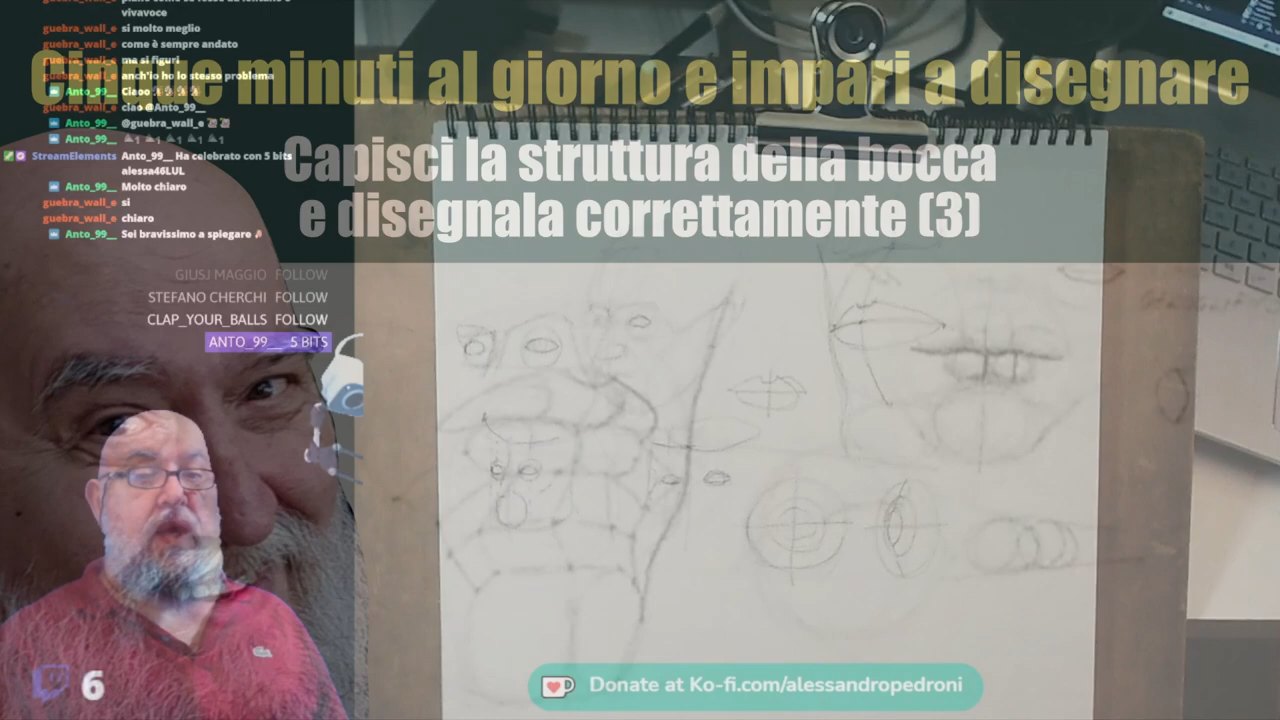 vivavoce
guebra_wall_e si molto meglio
guebra_wall_e come è sempre andato
guebra_wall_e ma si figuri
guebra_wall_e anch'io ho lo stesso problema
Anto_99__ Ciaoo
guebra_wall_e ciao @Anto_99__
Anto_99__ @guebra_wall_e
Anto_99__
StreamElements Anto_99__ Ha celebrato con 5 bits
alessa46LUL
Anto_99__ Molto chiaro
guebra_wall_e si
guebra_wall_e chiaro
Anto_99__ Sei bravissimo a spiegare
Cinque minuti al giorno e impari a disegnare
Capisci la struttura della bocca
e disegnala correttamente (3)
GIUSJ MAGGIO FOLLOW
STEFANO CHERCHI FOLLOW
CLAP_YOUR_BALLS FOLLOW
ANTO_99__ 5 BITS
6
Donate at Ko-fi.com/alessandropedroni